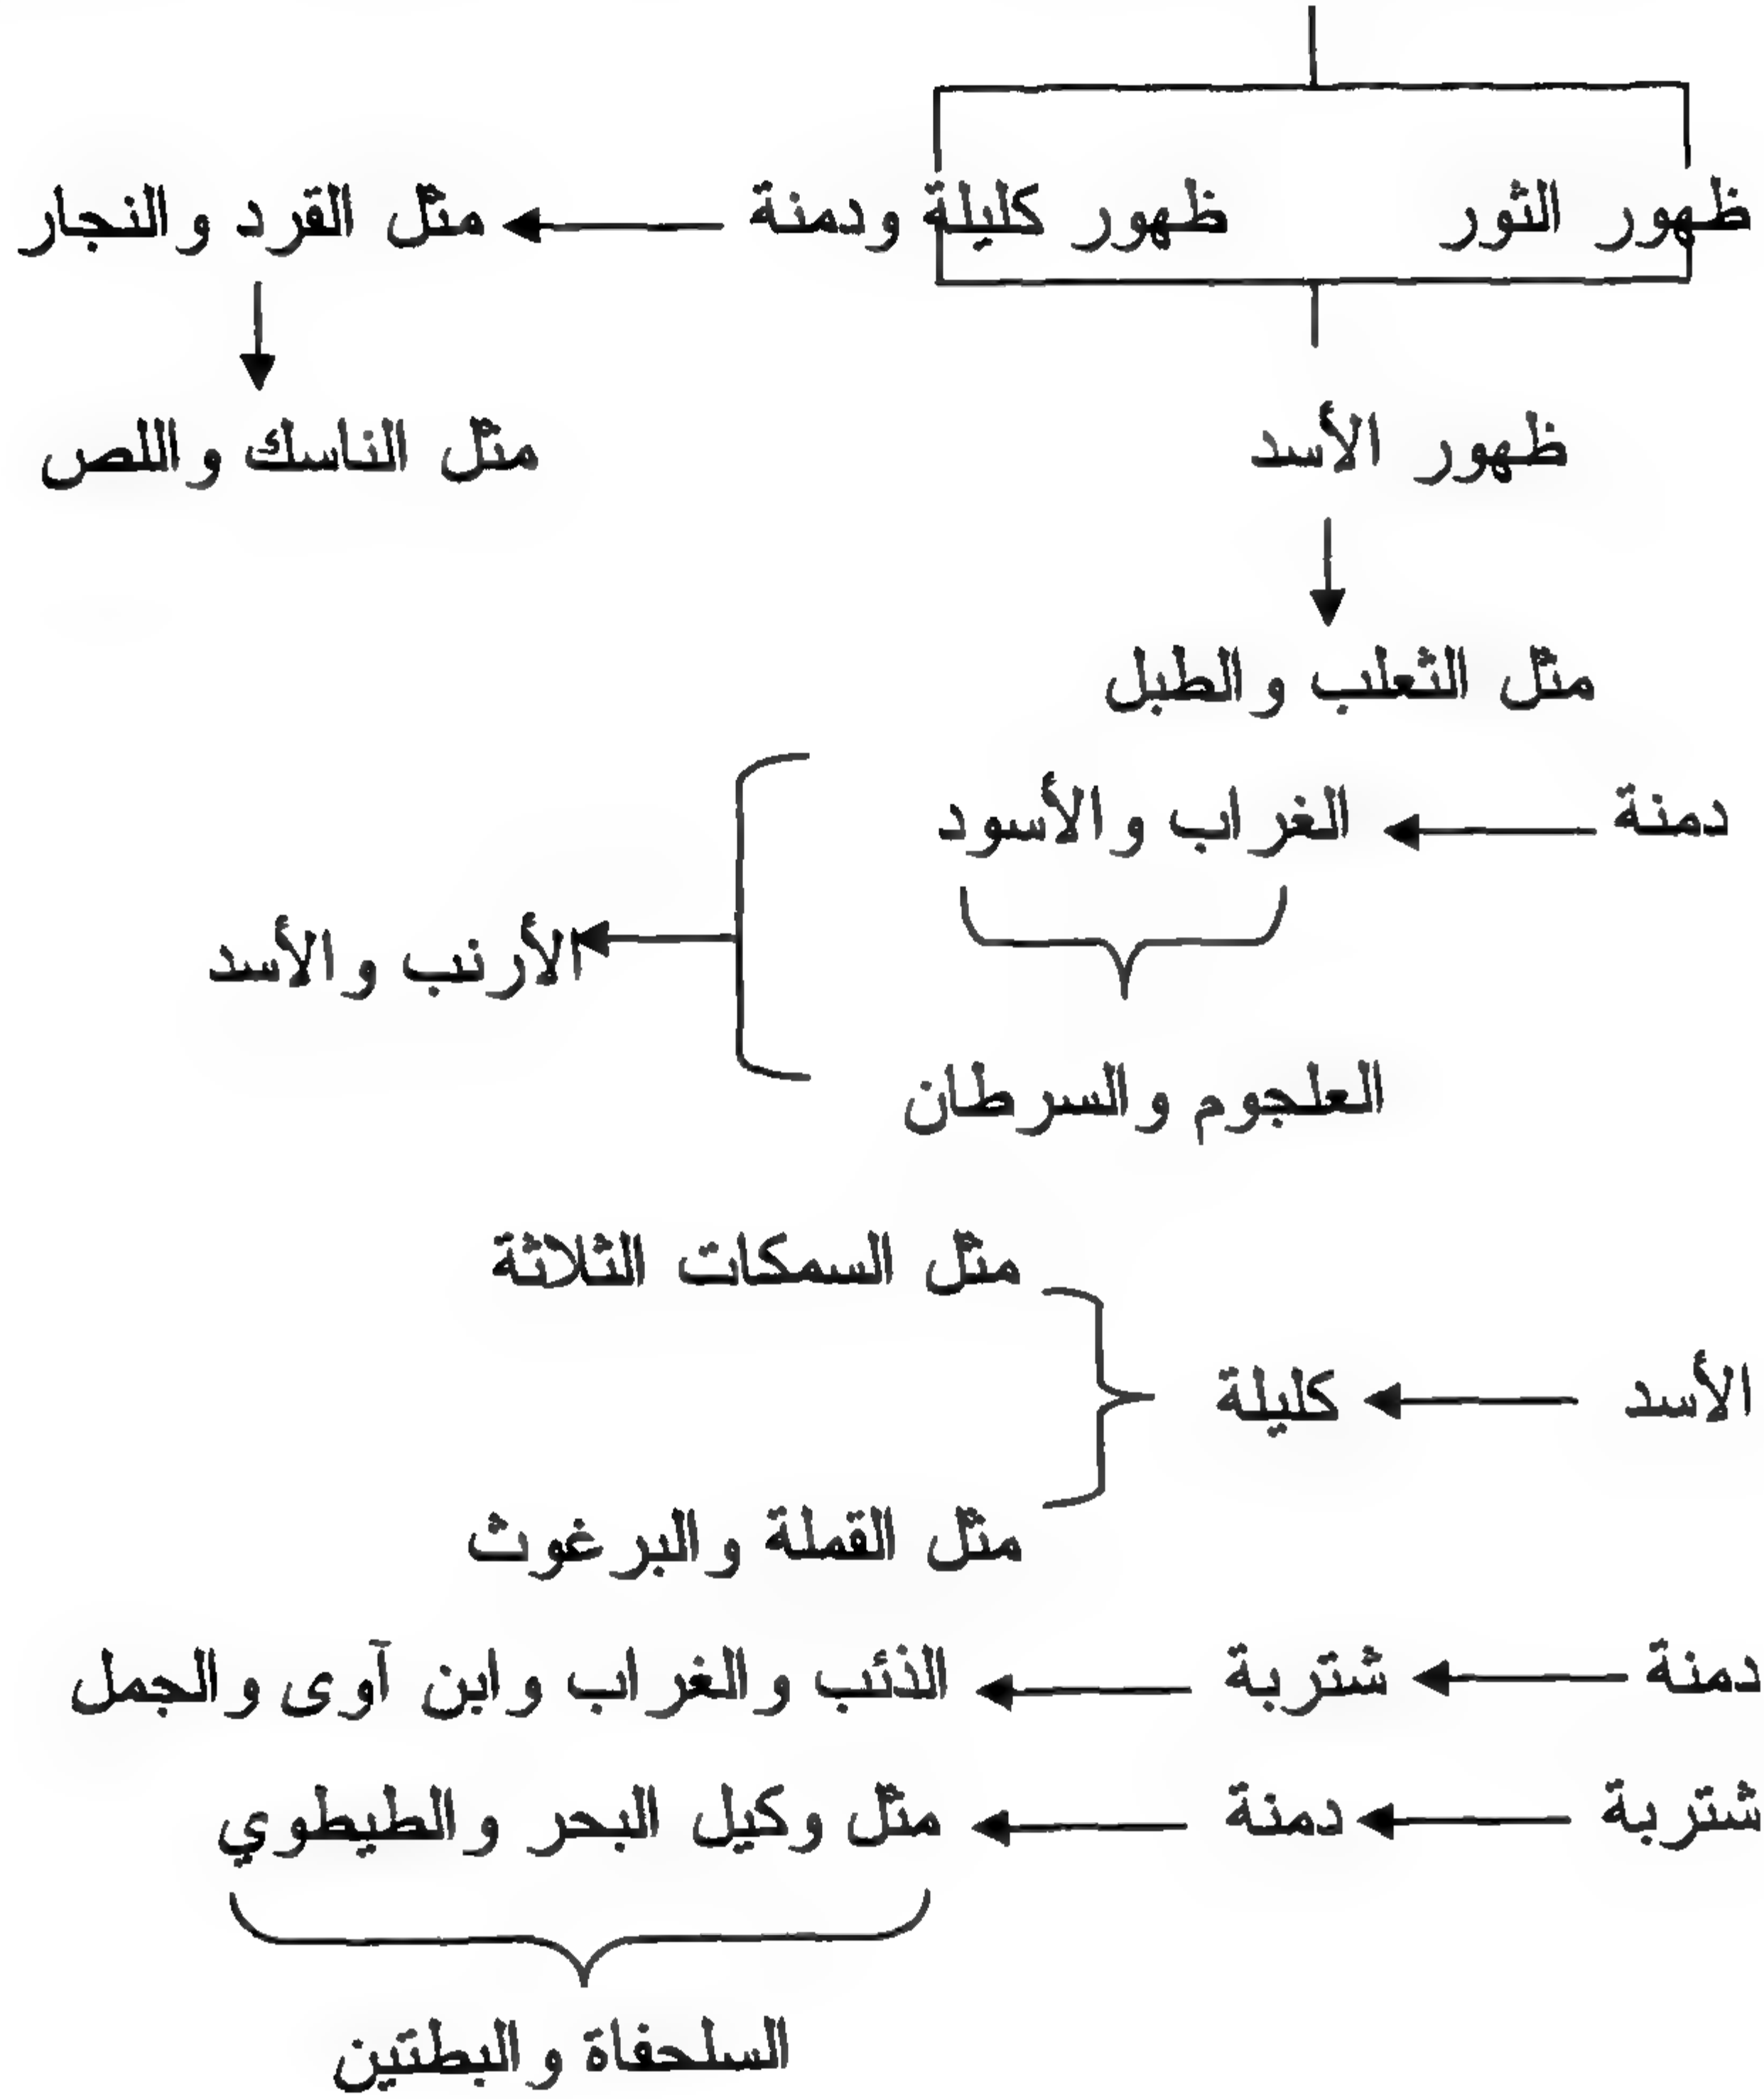 ظهور الثور ظهور كليلة ودمنة مثل القرد والنجار
ظهور الأسد مثل الناسك واللص
مثل الثعلب والطبل
دمنة الغراب والأسود
الأرنب والأسد
العلجوم والسرطان
مثل السمكات الثلاثة
الأسد كليلة
مثل القملة والبرغوث
دمنة شتربة الذئب والغراب وابن آوى والجمل
شتربة دمنة مثل وكيل البحر والطيطوي
السلحفاة والبطتين